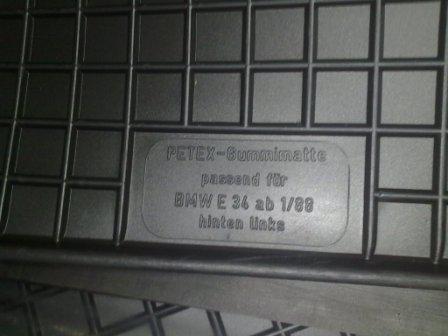 PETEX-Gummimatte
passend für
BMW E 34 ab 1/88
hinten links